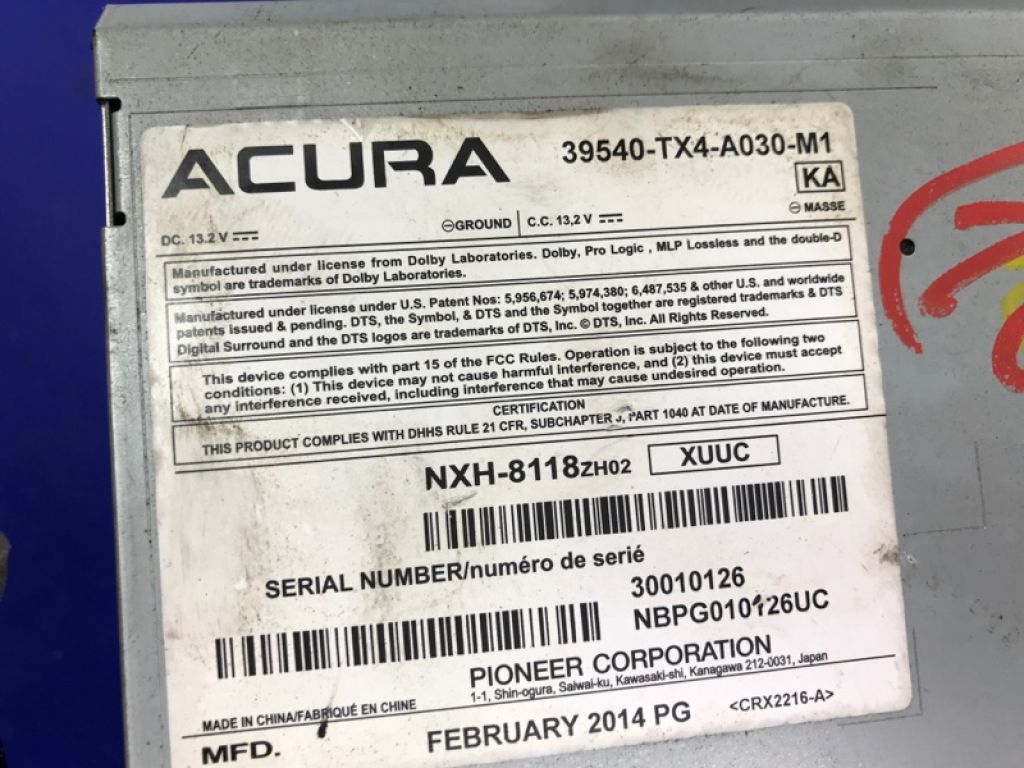 ACURA 39540-TX4-A030-M1
KA
DC. 13.2 V ⊖GROUND C.C. 13,2 V ⊖ MASSE
Manufactured under license from Dolby Laboratories. Dolby, Pro Logic , MLP Lossless and the double-D
symbol are trademarks of Dolby Laboratories.
Manufactured under license under U.S. Patent Nos: 5,956,674; 5,974,380; 6,487,535 & other U.S. and worldwide
patents issued & pending. DTS, the Symbol, & DTS and the Symbol together are registered trademarks & DTS
Digital Surround and the DTS logos are trademarks of DTS, Inc. © DTS, Inc. All Rights Reserved.
This device complies with part 15 of the FCC Rules. Operation is subject to the following two
conditions: (1) This device may not cause harmful interference, and (2) this device must accept
any interference received, including interference that may cause undesired operation.
CERTIFICATION
THIS PRODUCT COMPLIES WITH DHHS RULE 21 CFR, SUBCHAPTER J, PART 1040 AT DATE OF MANUFACTURE.
NXH-8118ZH02 XUUC
SERIAL NUMBER/numéro de serié
30010126
NBPG010126UC
PIONEER CORPORATION
1-1, Shin-ogura, Saiwai-ku, Kawasaki-shi, Kanagawa 212-0031, Japan
MADE IN CHINA/FABRIQUÉ EN CHINE
<CRX2216-A>
MFD. FEBRUARY 2014 PG